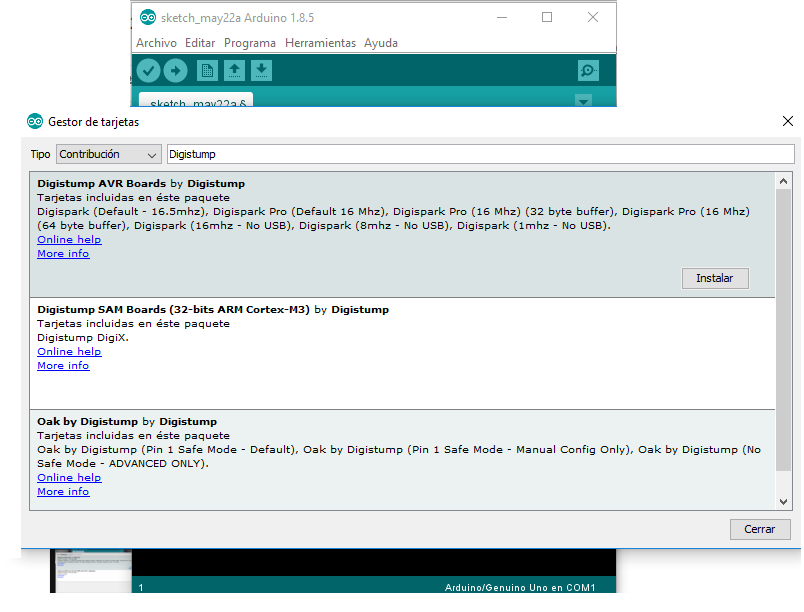 sketch_may22a Arduino 1.8.5
Archivo Editar Programa Herramientas Ayuda
sketch_may22a §
Gestor de tarjetas
Tipo Contribución Digistump
Digistump AVR Boards by Digistump
Tarjetas incluidas en éste paquete
Digispark (Default - 16.5mhz), Digispark Pro (Default 16 Mhz), Digispark Pro (16 Mhz) (32 byte buffer), Digispark Pro (16 Mhz)
(64 byte buffer), Digispark (16mhz - No USB), Digispark (8mhz - No USB), Digispark (1mhz - No USB).
Online help
More info
Instalar
Digistump SAM Boards (32-bits ARM Cortex-M3) by Digistump
Tarjetas incluidas en éste paquete
Digistump DigiX.
Online help
More info
Oak by Digistump by Digistump
Tarjetas incluidas en éste paquete
Oak by Digistump (Pin 1 Safe Mode - Default), Oak by Digistump (Pin 1 Safe Mode - Manual Config Only), Oak by Digistump (No
Safe Mode - ADVANCED ONLY).
Online help
More info
Cerrar
1 Arduino/Genuino Uno en COM1